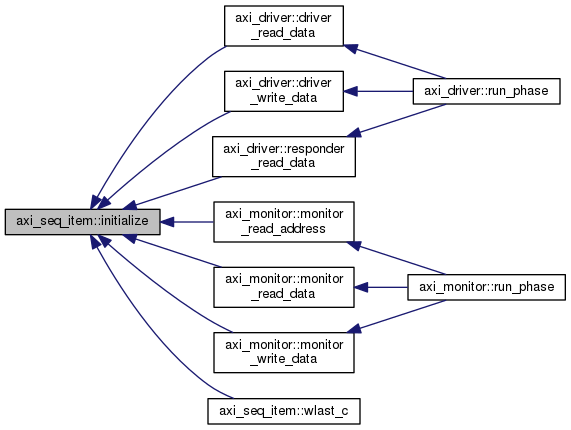 axi_driver::driver
_read_data
axi_driver::driver
_write_data
axi_driver::run_phase
axi_driver::responder
_read_data
axi_seq_item::initialize
axi_monitor::monitor
_read_address
axi_monitor::monitor
_read_data
axi_monitor::run_phase
axi_monitor::monitor
_write_data
axi_seq_item::wlast_c